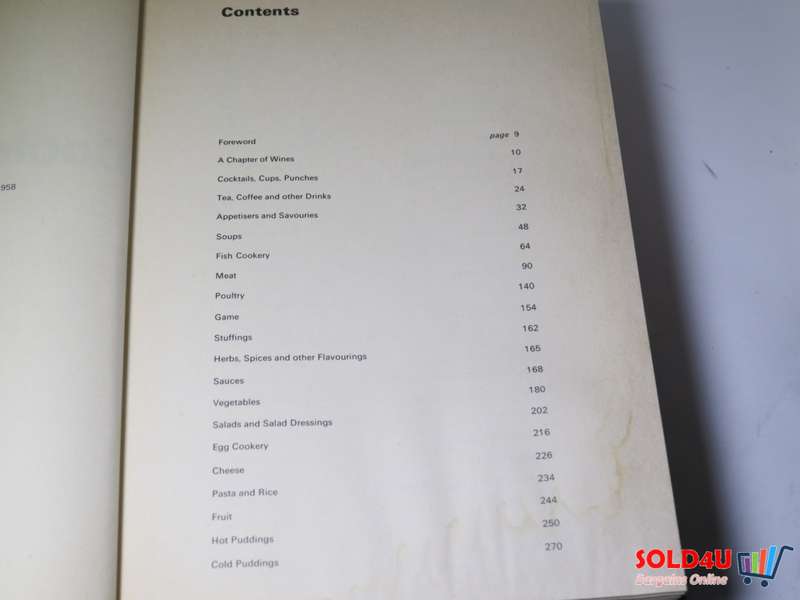 958
Contents
Foreword page 9
A Chapter of Wines 10
Cocktails, Cups, Punches 17
Tea, Coffee and other Drinks 24
Appetisers and Savouries 32
Soups 48
Fish Cookery 64
Meat 90
Poultry 140
Game 154
Stuffings 162
Herbs, Spices and other Flavourings 165
Sauces 168
Vegetables 180
Salads and Salad Dressings 202
Egg Cookery 216
Cheese 226
Pasta and Rice 234
Fruit 244
Hot Puddings 250
Cold Puddings 270
SOLD4U
Bargains Online